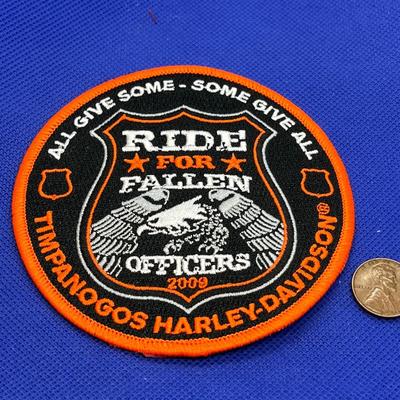 ALL GIVE SOME - SOME GIVE ALL
RIDE
★ FOR ★
FALLEN
OFFICERS
2009
TIMPANOGOS HARLEY-DAVIDSON®